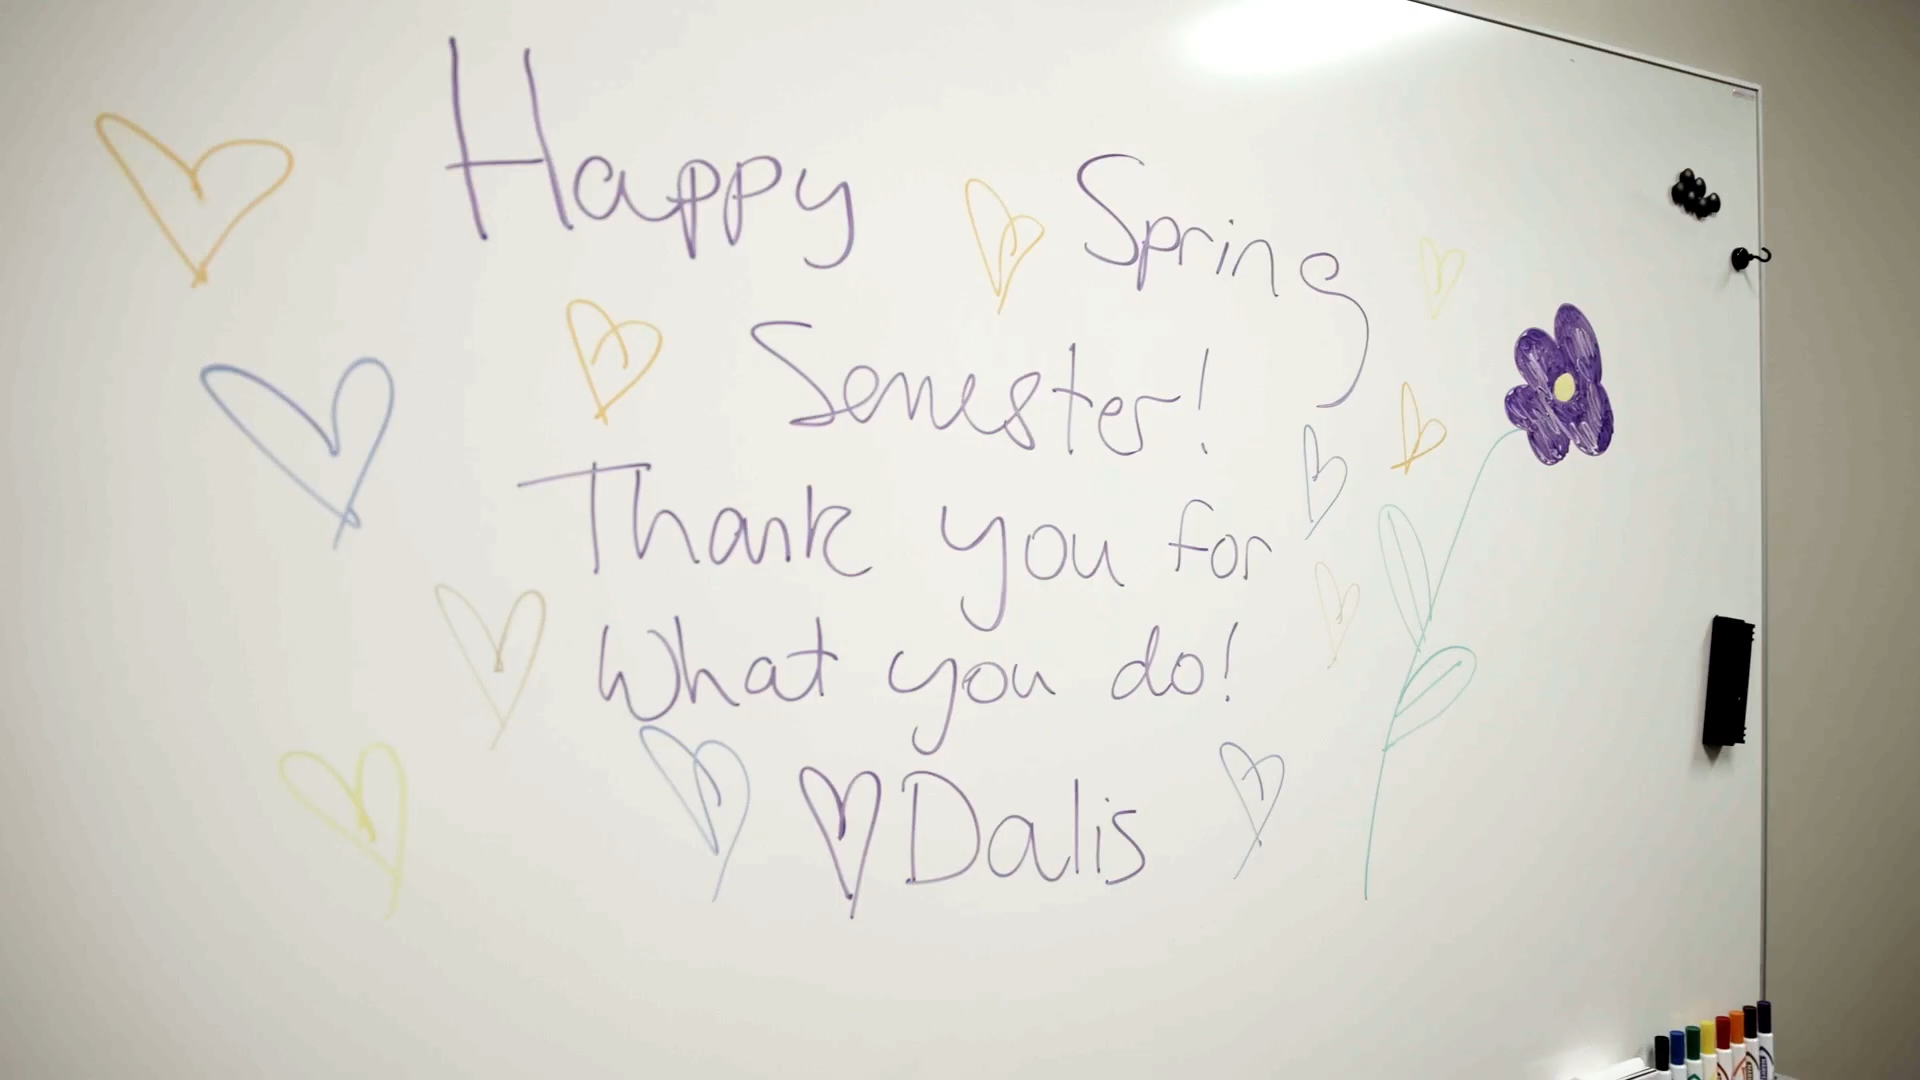 Happy Spring
Semester!
Thank you for
What you do!
Dalis